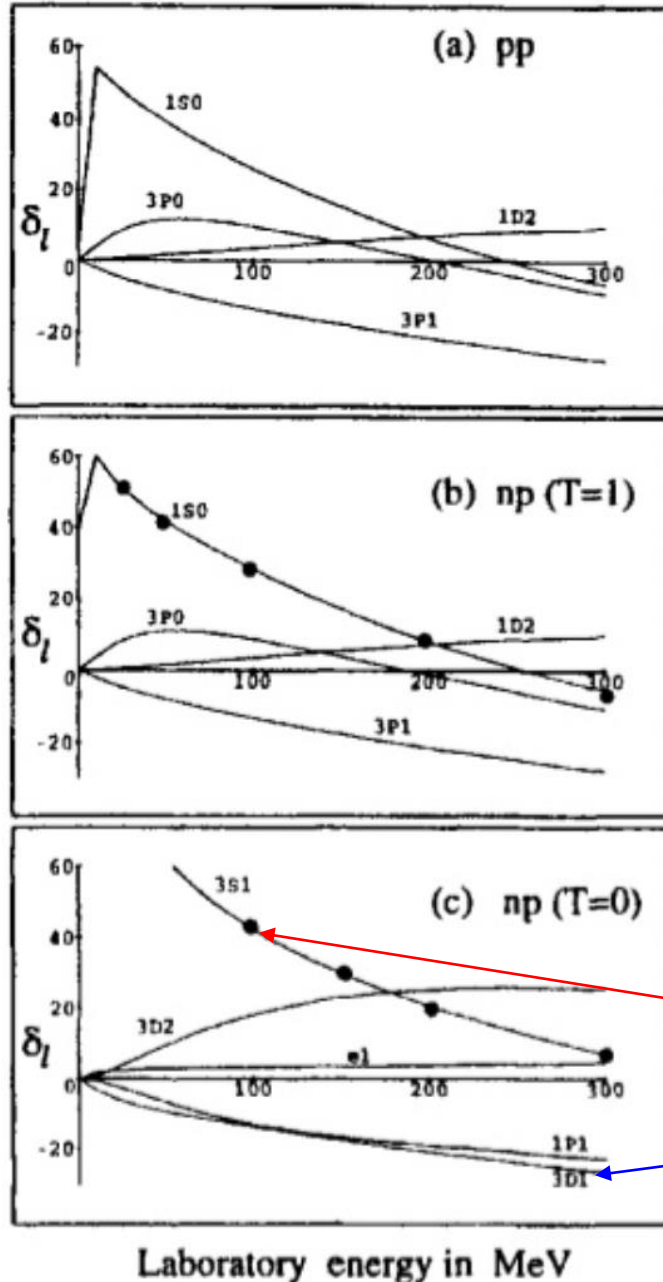 (a) pp
60
40
20
0
-20
δl
1S0
3P0
1D2
3P1
100
200
300
(b) np (T=1)
60
40
20
0
-20
δl
1S0
3P0
1D2
3P1
100
200
300
(c) np (T=0)
60
40
20
0
-20
δl
3S1
3D2
e1
1P1
3D1
100
200
300
Laboratory energy in MeV